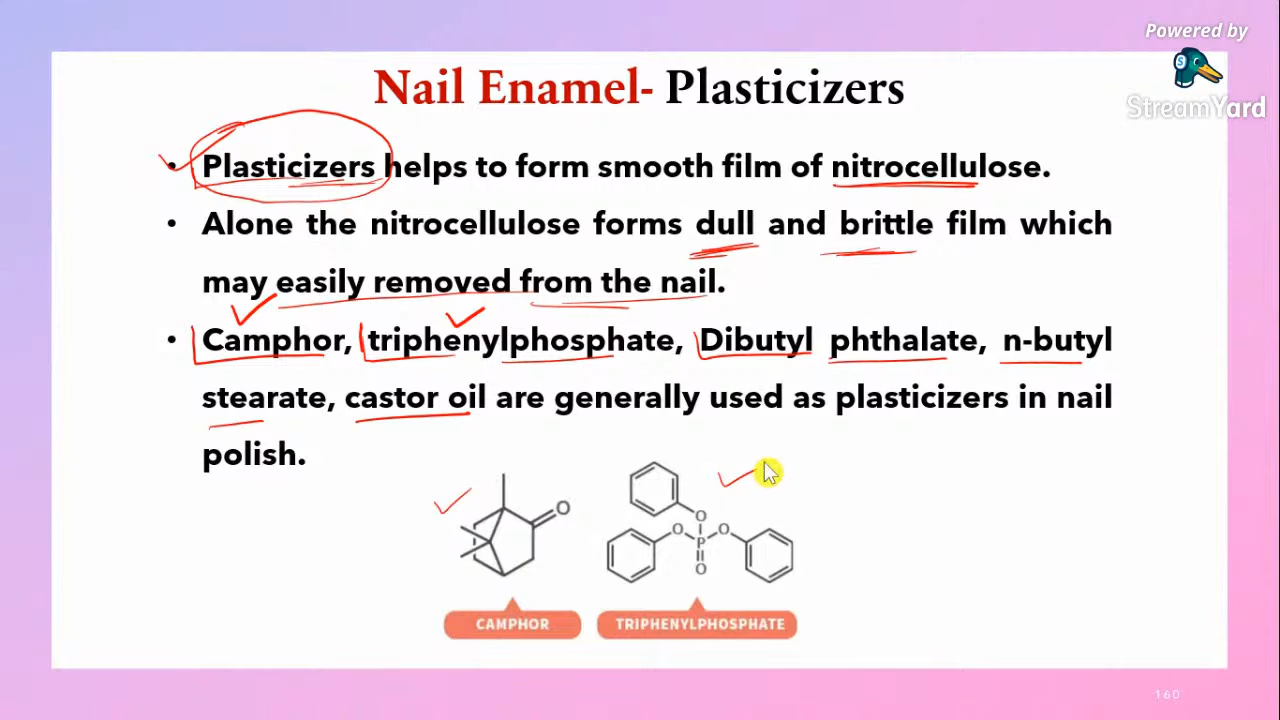 Powered by
StreamYard
Nail Enamel- Plasticizers
• Plasticizers helps to form smooth film of nitrocellulose.
• Alone the nitrocellulose forms dull and brittle film which
may easily removed from the nail.
• Camphor, triphenylphosphate, Dibutyl phthalate, n-butyl
stearate, castor oil are generally used as plasticizers in nail
polish.
O
O
O O
P
O
CAMPHOR TRIPHENYLPHOSPHATE
160